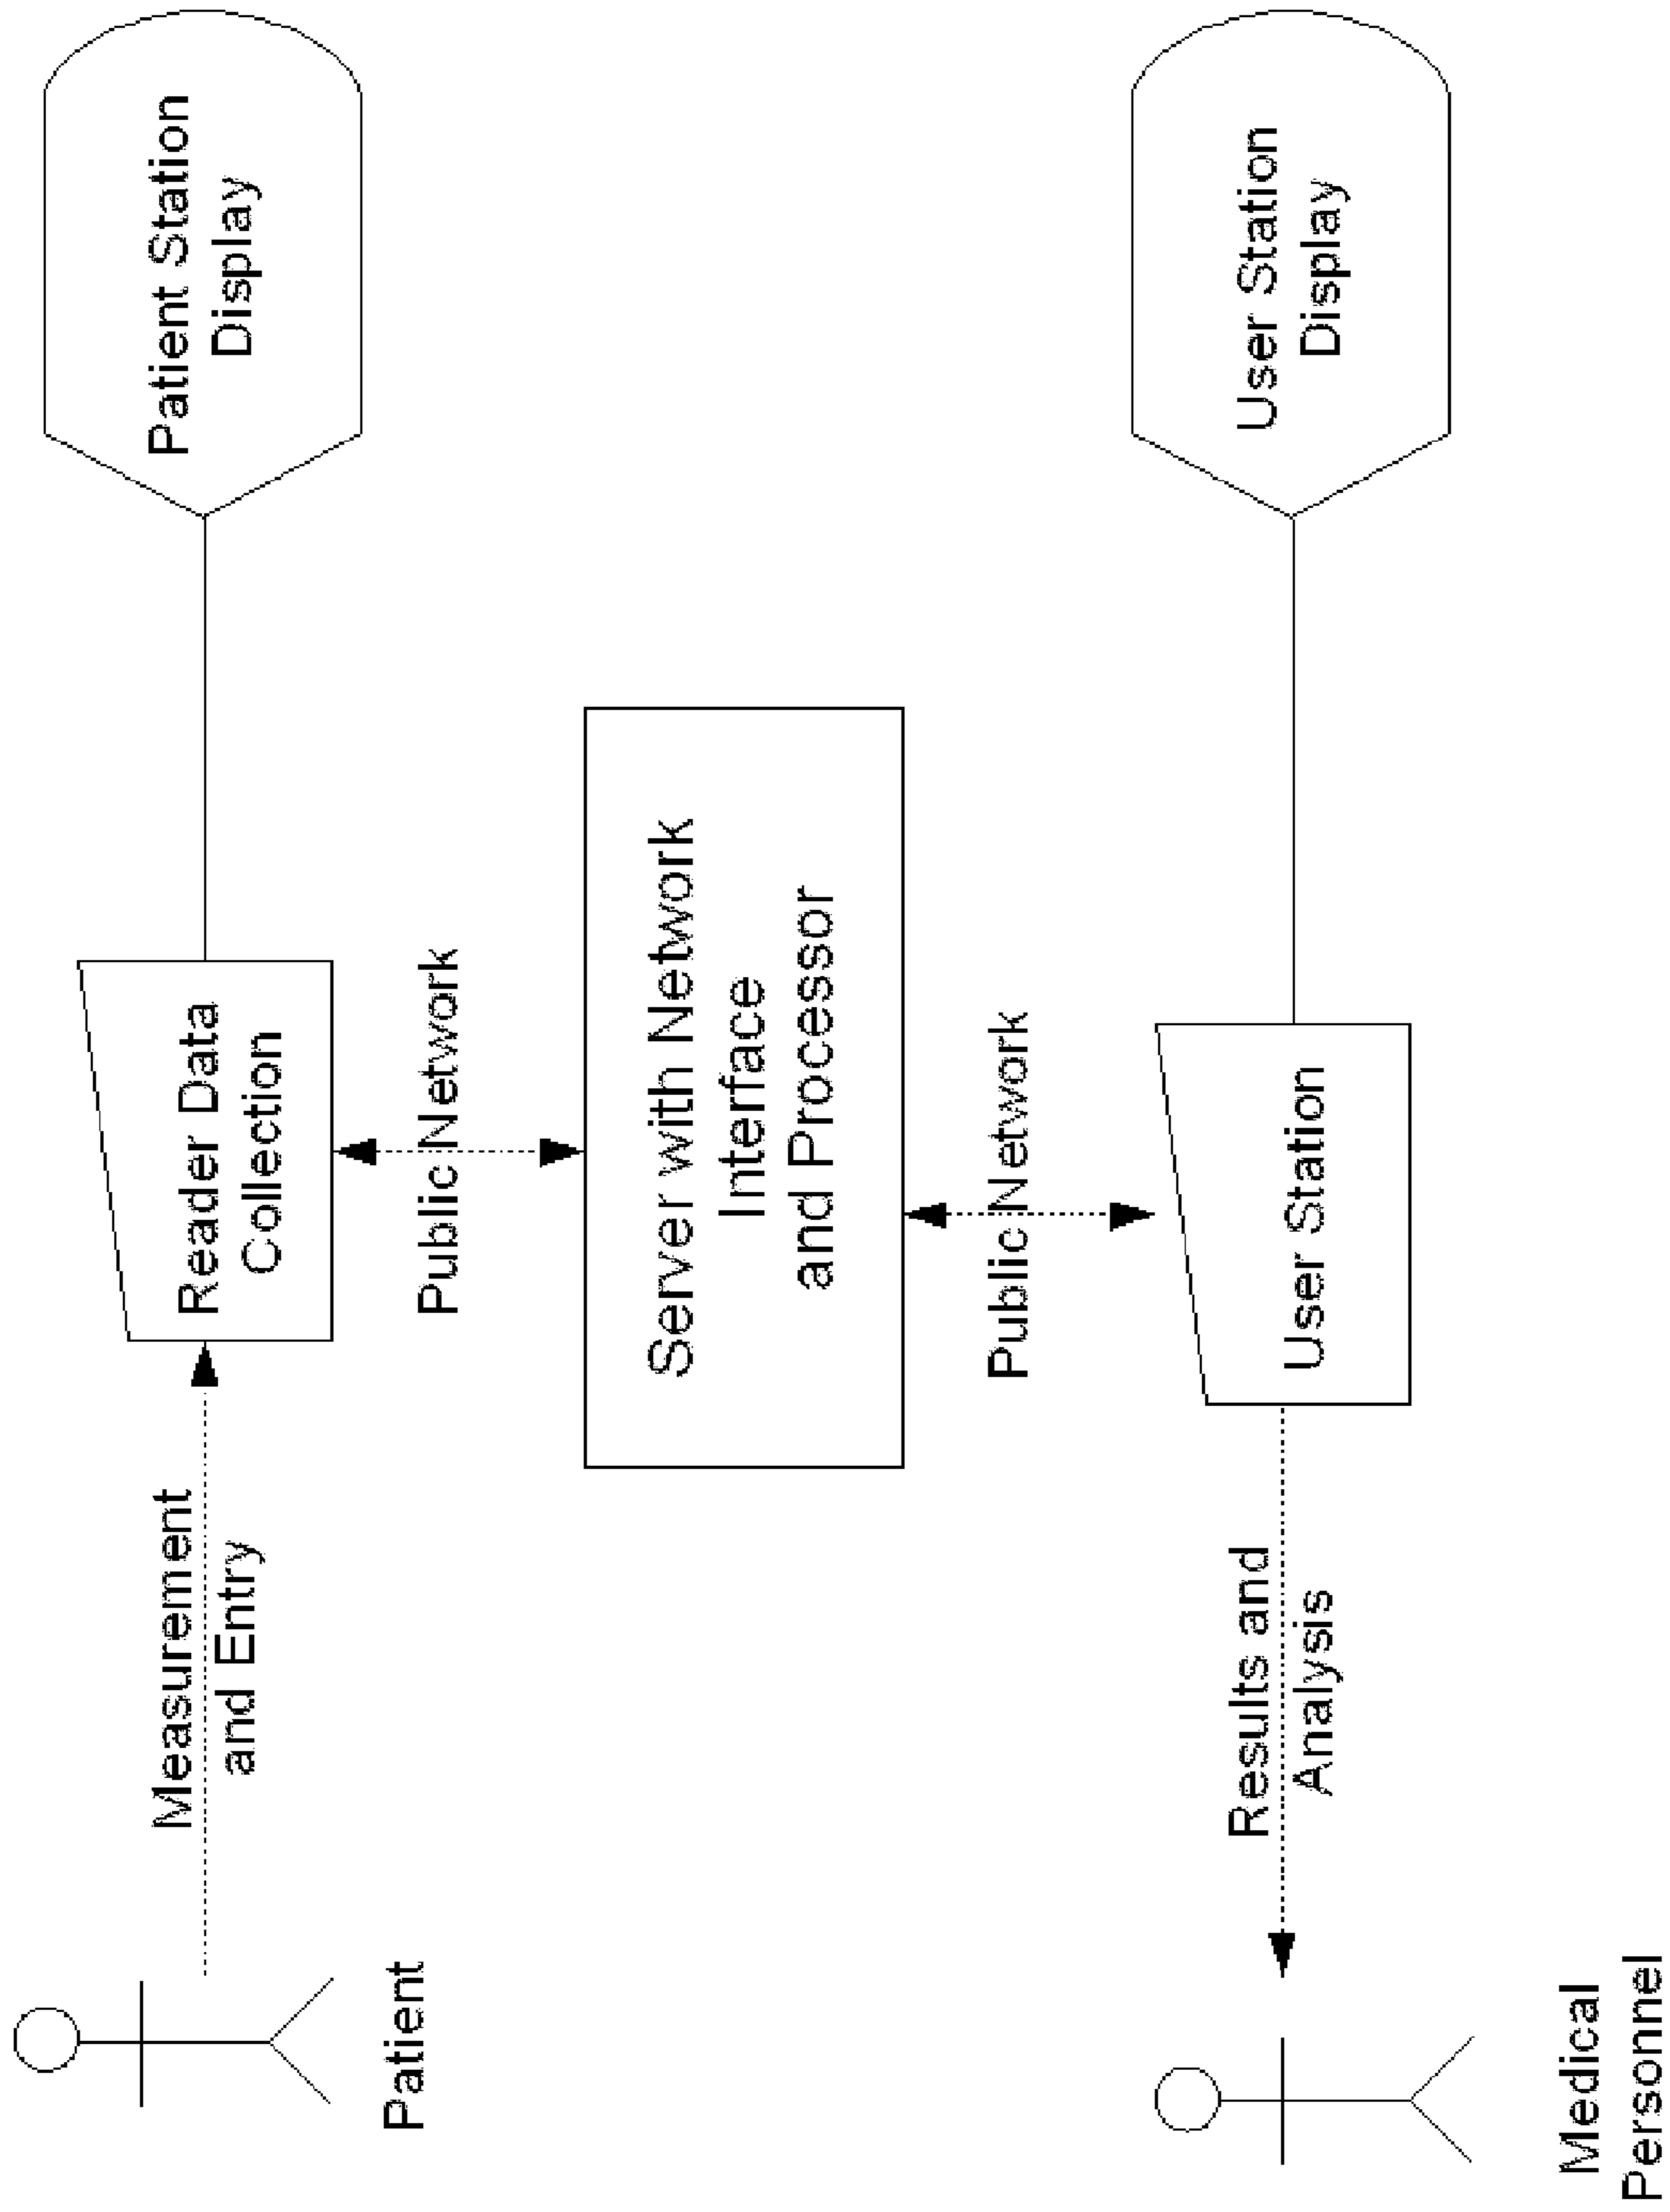 Patient
Measurement
and Entry
Reader Data
Collection
Patient Station
Display
Public Network
Server with Network
Interface
and Processor
Public Network
Medical
Personnel
Results and
Analysis
User Station
User Station
Display